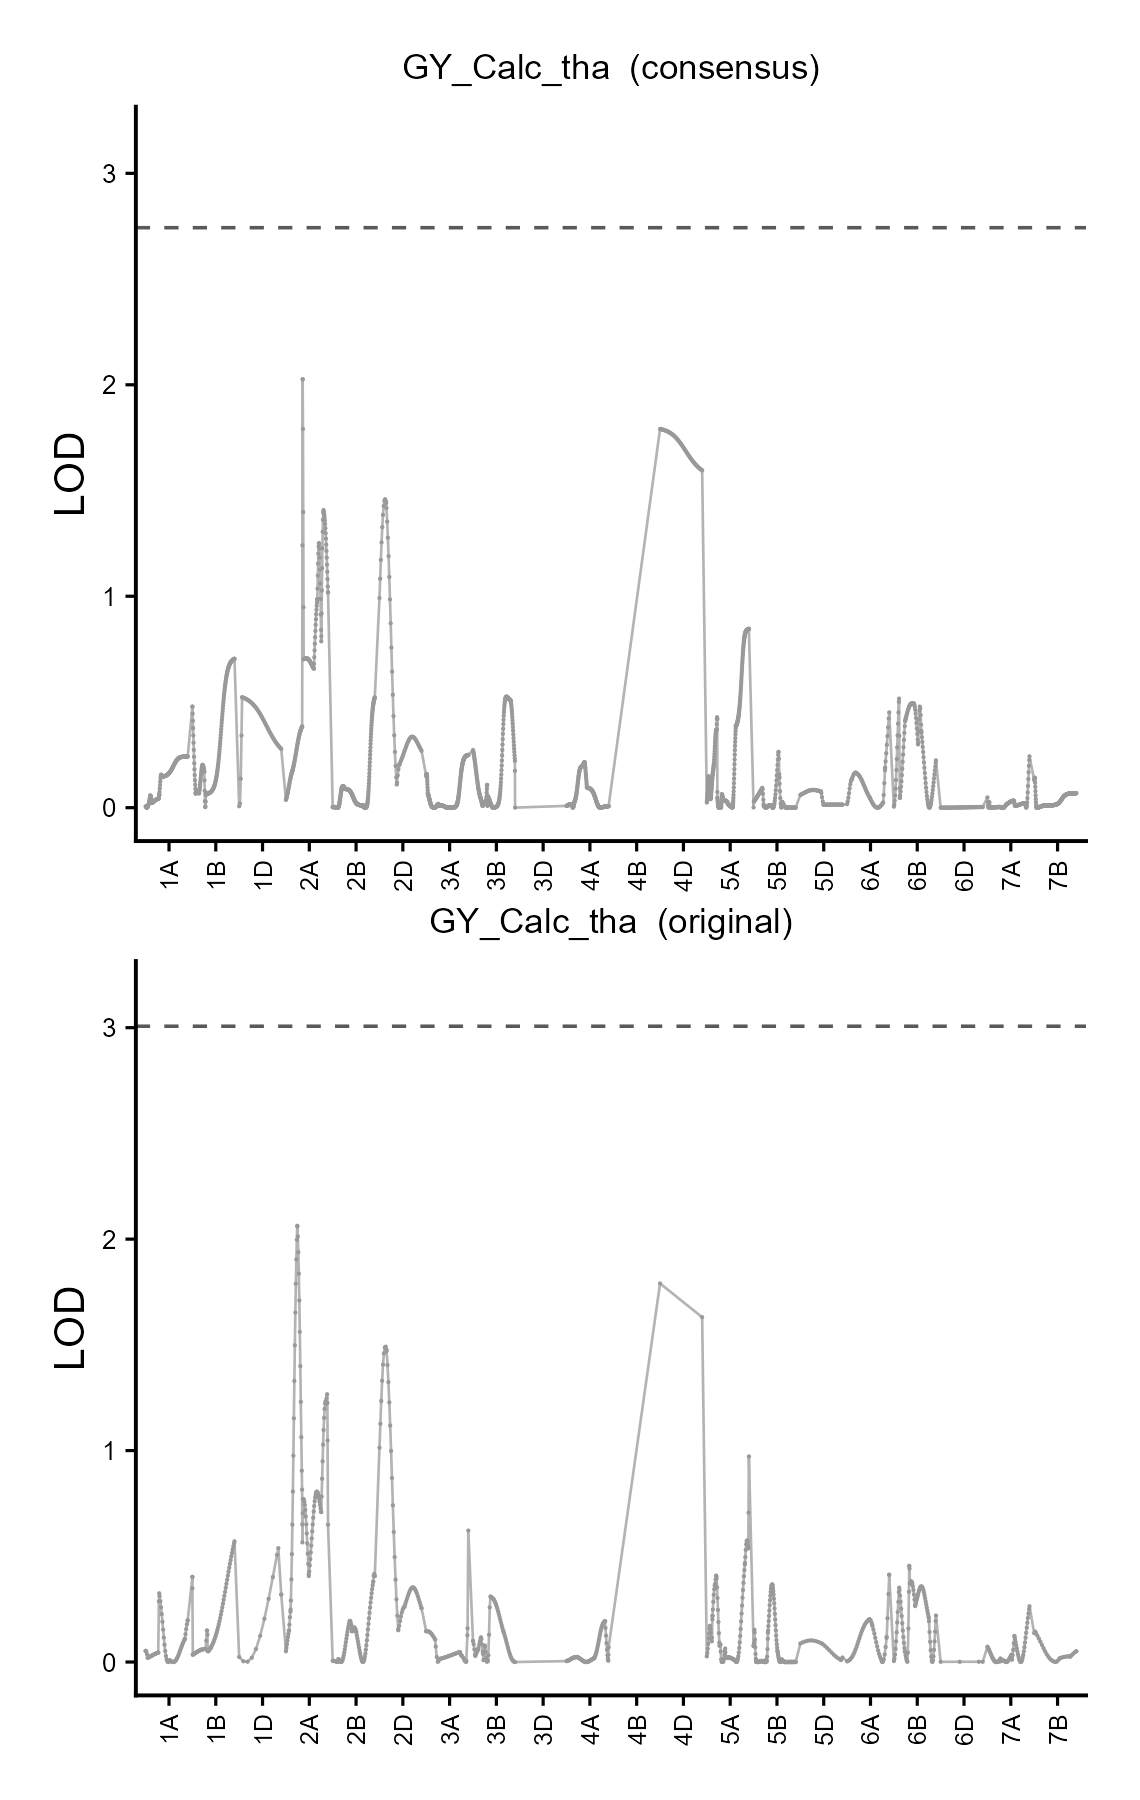 GY_Calc_tha (consensus)
3
2
1
0
LOD
1A 1B 1D 2A 2B 2D 3A 3B 3D 4A 4B 4D 5A 5B 5D 6A 6B 6D 7A 7B
GY_Calc_tha (original)
3
2
1
0
LOD
1A 1B 1D 2A 2B 2D 3A 3B 3D 4A 4B 4D 5A 5B 5D 6A 6B 6D 7A 7B